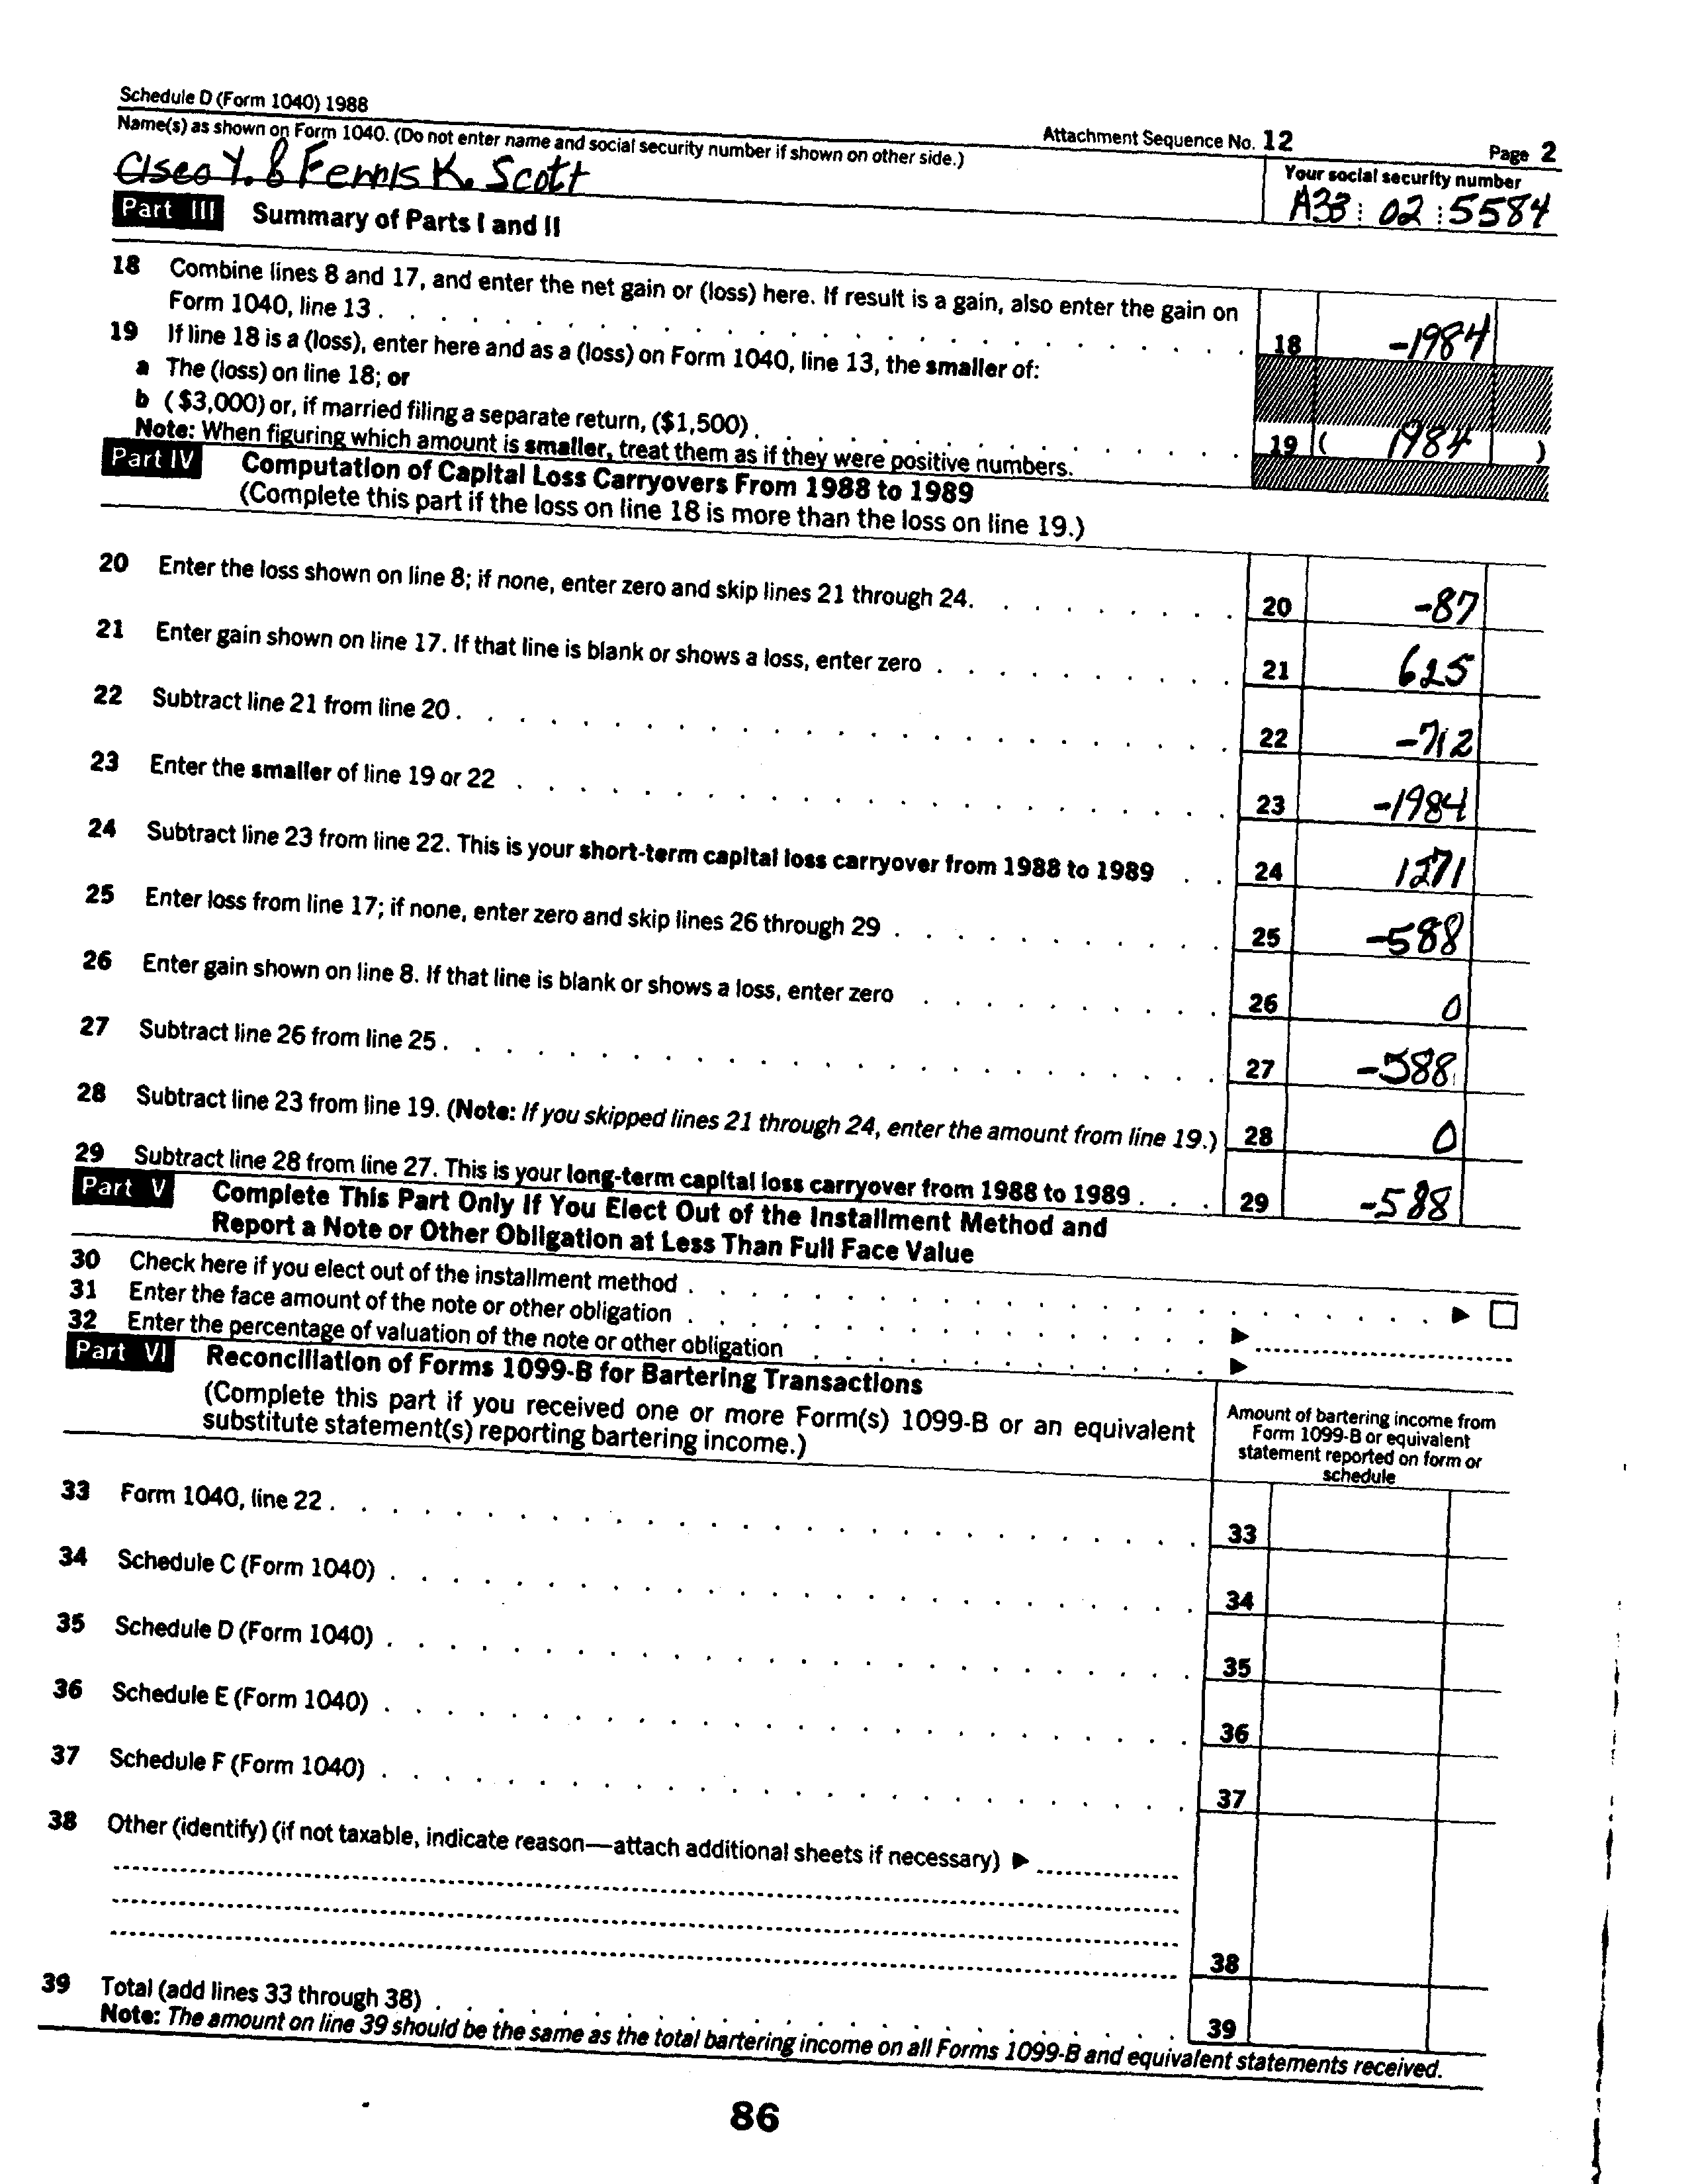 Schedule D (Form 1040) 1988
Attachment Sequence No. 12
Page 2
Name(s) as shown on Form 1040. (Do not enter name and social security number if shown on other side.)
Your social security number
Cisco Y. & Fennis K. Scott
A33 02 5584
Part III Summary of Parts I and II
18 Combine lines 8 and 17, and enter the net gain or (loss) here. If result is a gain, also enter the gain on
Form 1040, line 13 . . . . . . . . . . 18 -1984
19 If line 18 is a (loss), enter here and as a (loss) on Form 1040, line 13, the smaller of:
a The (loss) on line 18; or
b ($3,000) or, if married filing a separate return, ($1,500) . . . . . . . . . . 19 ( 1984 )
Note: When figuring which amount is smaller, treat them as if they were positive numbers.
Part IV Computation of Capital Loss Carryovers From 1988 to 1989
(Complete this part if the loss on line 18 is more than the loss on line 19.)
20 Enter the loss shown on line 8; if none, enter zero and skip lines 21 through 24. . . . . . . . . 20 -87
21 Enter gain shown on line 17. If that line is blank or shows a loss, enter zero . . . . . . . . . . 21 625
22 Subtract line 21 from line 20 . . . . . . . . . . 22 -712
23 Enter the smaller of line 19 or 22 . . . . . . . . . . 23 -1984
24 Subtract line 23 from line 22. This is your short-term capital loss carryover from 1988 to 1989 . . 24 1271
25 Enter loss from line 17; if none, enter zero and skip lines 26 through 29 . . . . . . . . . . 25 -588
26 Enter gain shown on line 8. If that line is blank or shows a loss, enter zero . . . . . . . . . . 26 0
27 Subtract line 26 from line 25 . . . . . . . . . . 27 -588
28 Subtract line 23 from line 19. (Note: If you skipped lines 21 through 24, enter the amount from line 19.) 28 0
29 Subtract line 28 from line 27. This is your long-term capital loss carryover from 1988 to 1989 . . . 29 -588
Part V Complete This Part Only If You Elect Out of the Installment Method and
Report a Note or Other Obligation at Less Than Full Face Value
30 Check here if you elect out of the installment method . . . . . . . . . . ▶ ☐
31 Enter the face amount of the note or other obligation . . . . . . . . . . ▶
32 Enter the percentage of valuation of the note or other obligation . . . . . . . . . . ▶
Part VI Reconciliation of Forms 1099-B for Bartering Transactions
(Complete this part if you received one or more Form(s) 1099-B or an equivalent
substitute statement(s) reporting bartering income.)
Amount of bartering income from
Form 1099-B or equivalent
statement reported on form or
schedule
33 Form 1040, line 22 . . . . . . . . . . 33
34 Schedule C (Form 1040) . . . . . . . . . . 34
35 Schedule D (Form 1040) . . . . . . . . . . 35
36 Schedule E (Form 1040) . . . . . . . . . . 36
37 Schedule F (Form 1040) . . . . . . . . . . 37
38 Other (identify) (if not taxable, indicate reason—attach additional sheets if necessary) ▶
38
39 Total (add lines 33 through 38) . . . . . . . . . . 39
Note: The amount on line 39 should be the same as the total bartering income on all Forms 1099-B and equivalent statements received.
86